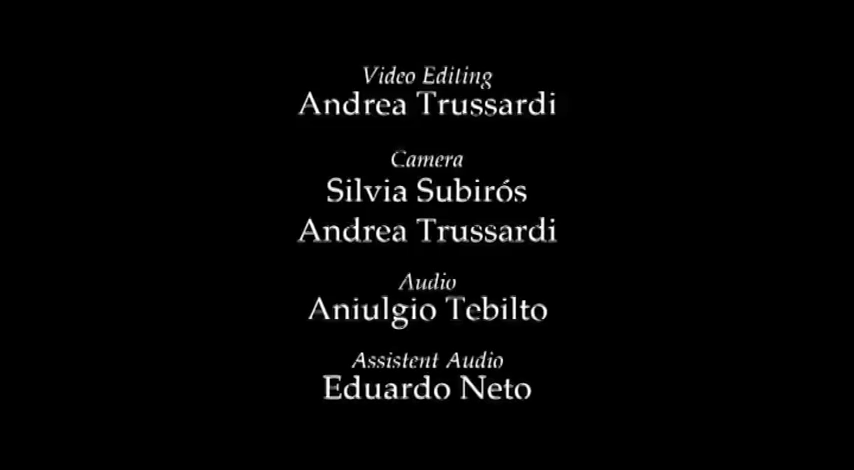 Video Editing
Andrea Trussardi
Camera
Silvia Subirós
Andrea Trussardi
Audio
Aniulgio Tebilto
Assistent Audio
Eduardo Neto